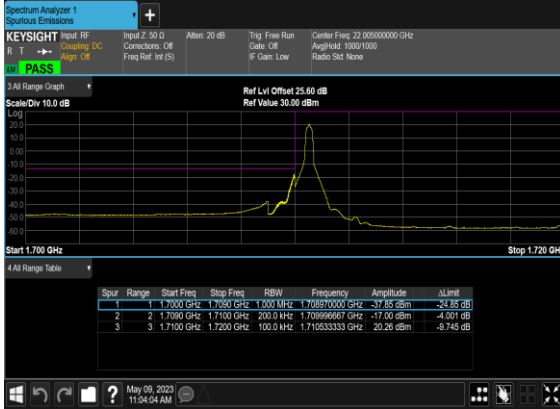 Spectrum Analyzer 1
Spurious Emissions
+
KEYSIGHT Input: RF Input Z: 50 Ω Atten: 20 dB Trig: Free Run Center Freq: 22.005000000 GHz
R T Coupling: DC Corrections: Off Gate: Off Avg|Hold: 1000/1000
Align: Off Freq Ref: Int (S) IF Gain: Low Radio Std: None
PASS
3 All Range Graph
Scale/Div 10.0 dB
Ref Lvl Offset 25.60 dB
Ref Value 30.00 dBm
Log
20.0
10.0
0.00
-10.0
-20.0
-30.0
-40.0
-50.0
-60.0
Start 1.700 GHz Stop 1.720 GH
4 All Range Table
Spur Range Start Freq Stop Freq RBW Frequency Amplitude ΔLimit
1 1 1.7000 GHz 1.7090 GHz 1.000 MHz 1.708970000 GHz -37.85 dBm -24.85 dB
2 2 1.7090 GHz 1.7100 GHz 200.0 kHz 1.709996667 GHz -17.00 dBm -4.001 dB
3 3 1.7100 GHz 1.7200 GHz 100.0 kHz 1.710533333 GHz 20.26 dBm -9.745 dB
? May 09, 2023
11:04:04 AM